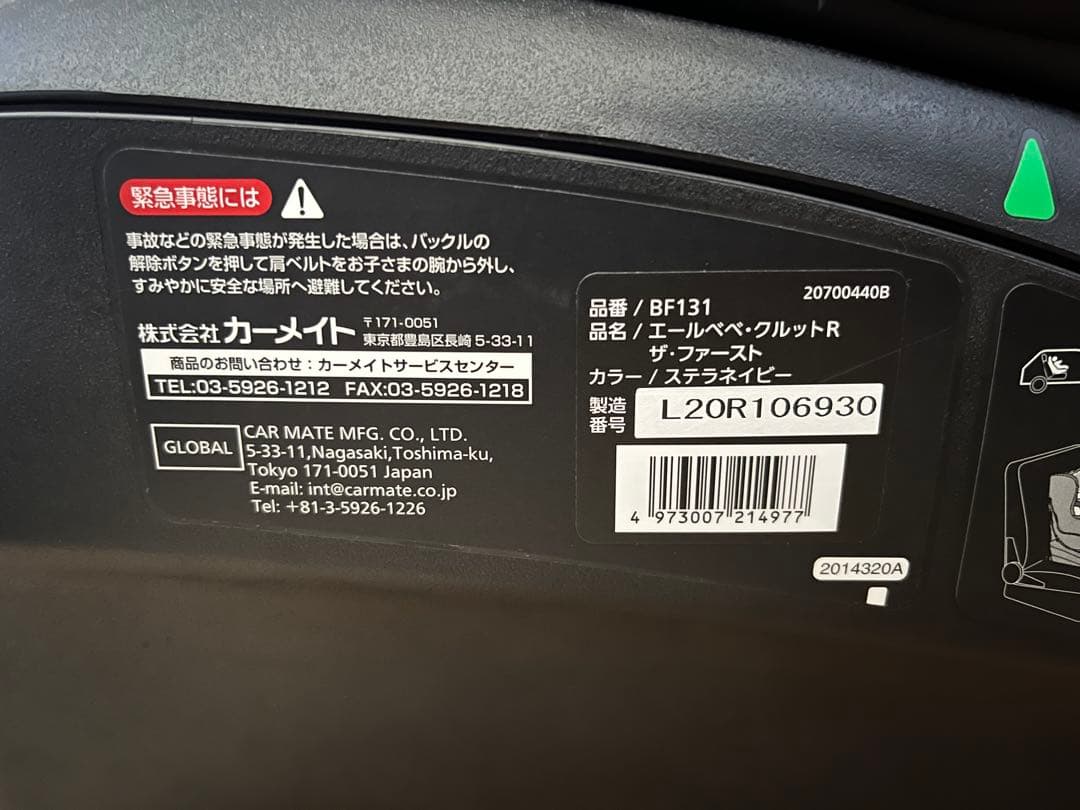 緊急事態には
事故などの緊急事態が発生した場合は、バックルの
解除ボタンを押して肩ベルトをお子さまの腕から外し、
すみやかに安全な場所へ避難してください。
株式会社 カーメイト 〒171-0051
東京都豊島区長崎 5-33-11
商品のお問い合わせ:カーメイトサービスセンター
TEL:03-5926-1212 FAX:03-5926-1218
GLOBAL
CAR MATE MFG. CO., LTD.
5-33-11,Nagasaki,Toshima-ku,
Tokyo 171-0051 Japan
E-mail: int@carmate.co.jp
Tel: +81-3-5926-1226
20700440B
品番 / BF131
品名 / エールベベ・クルットR
ザ・ファースト
カラー / ステラネイビー
製造
番号
L20R106930
4 973007 214977
2014320A